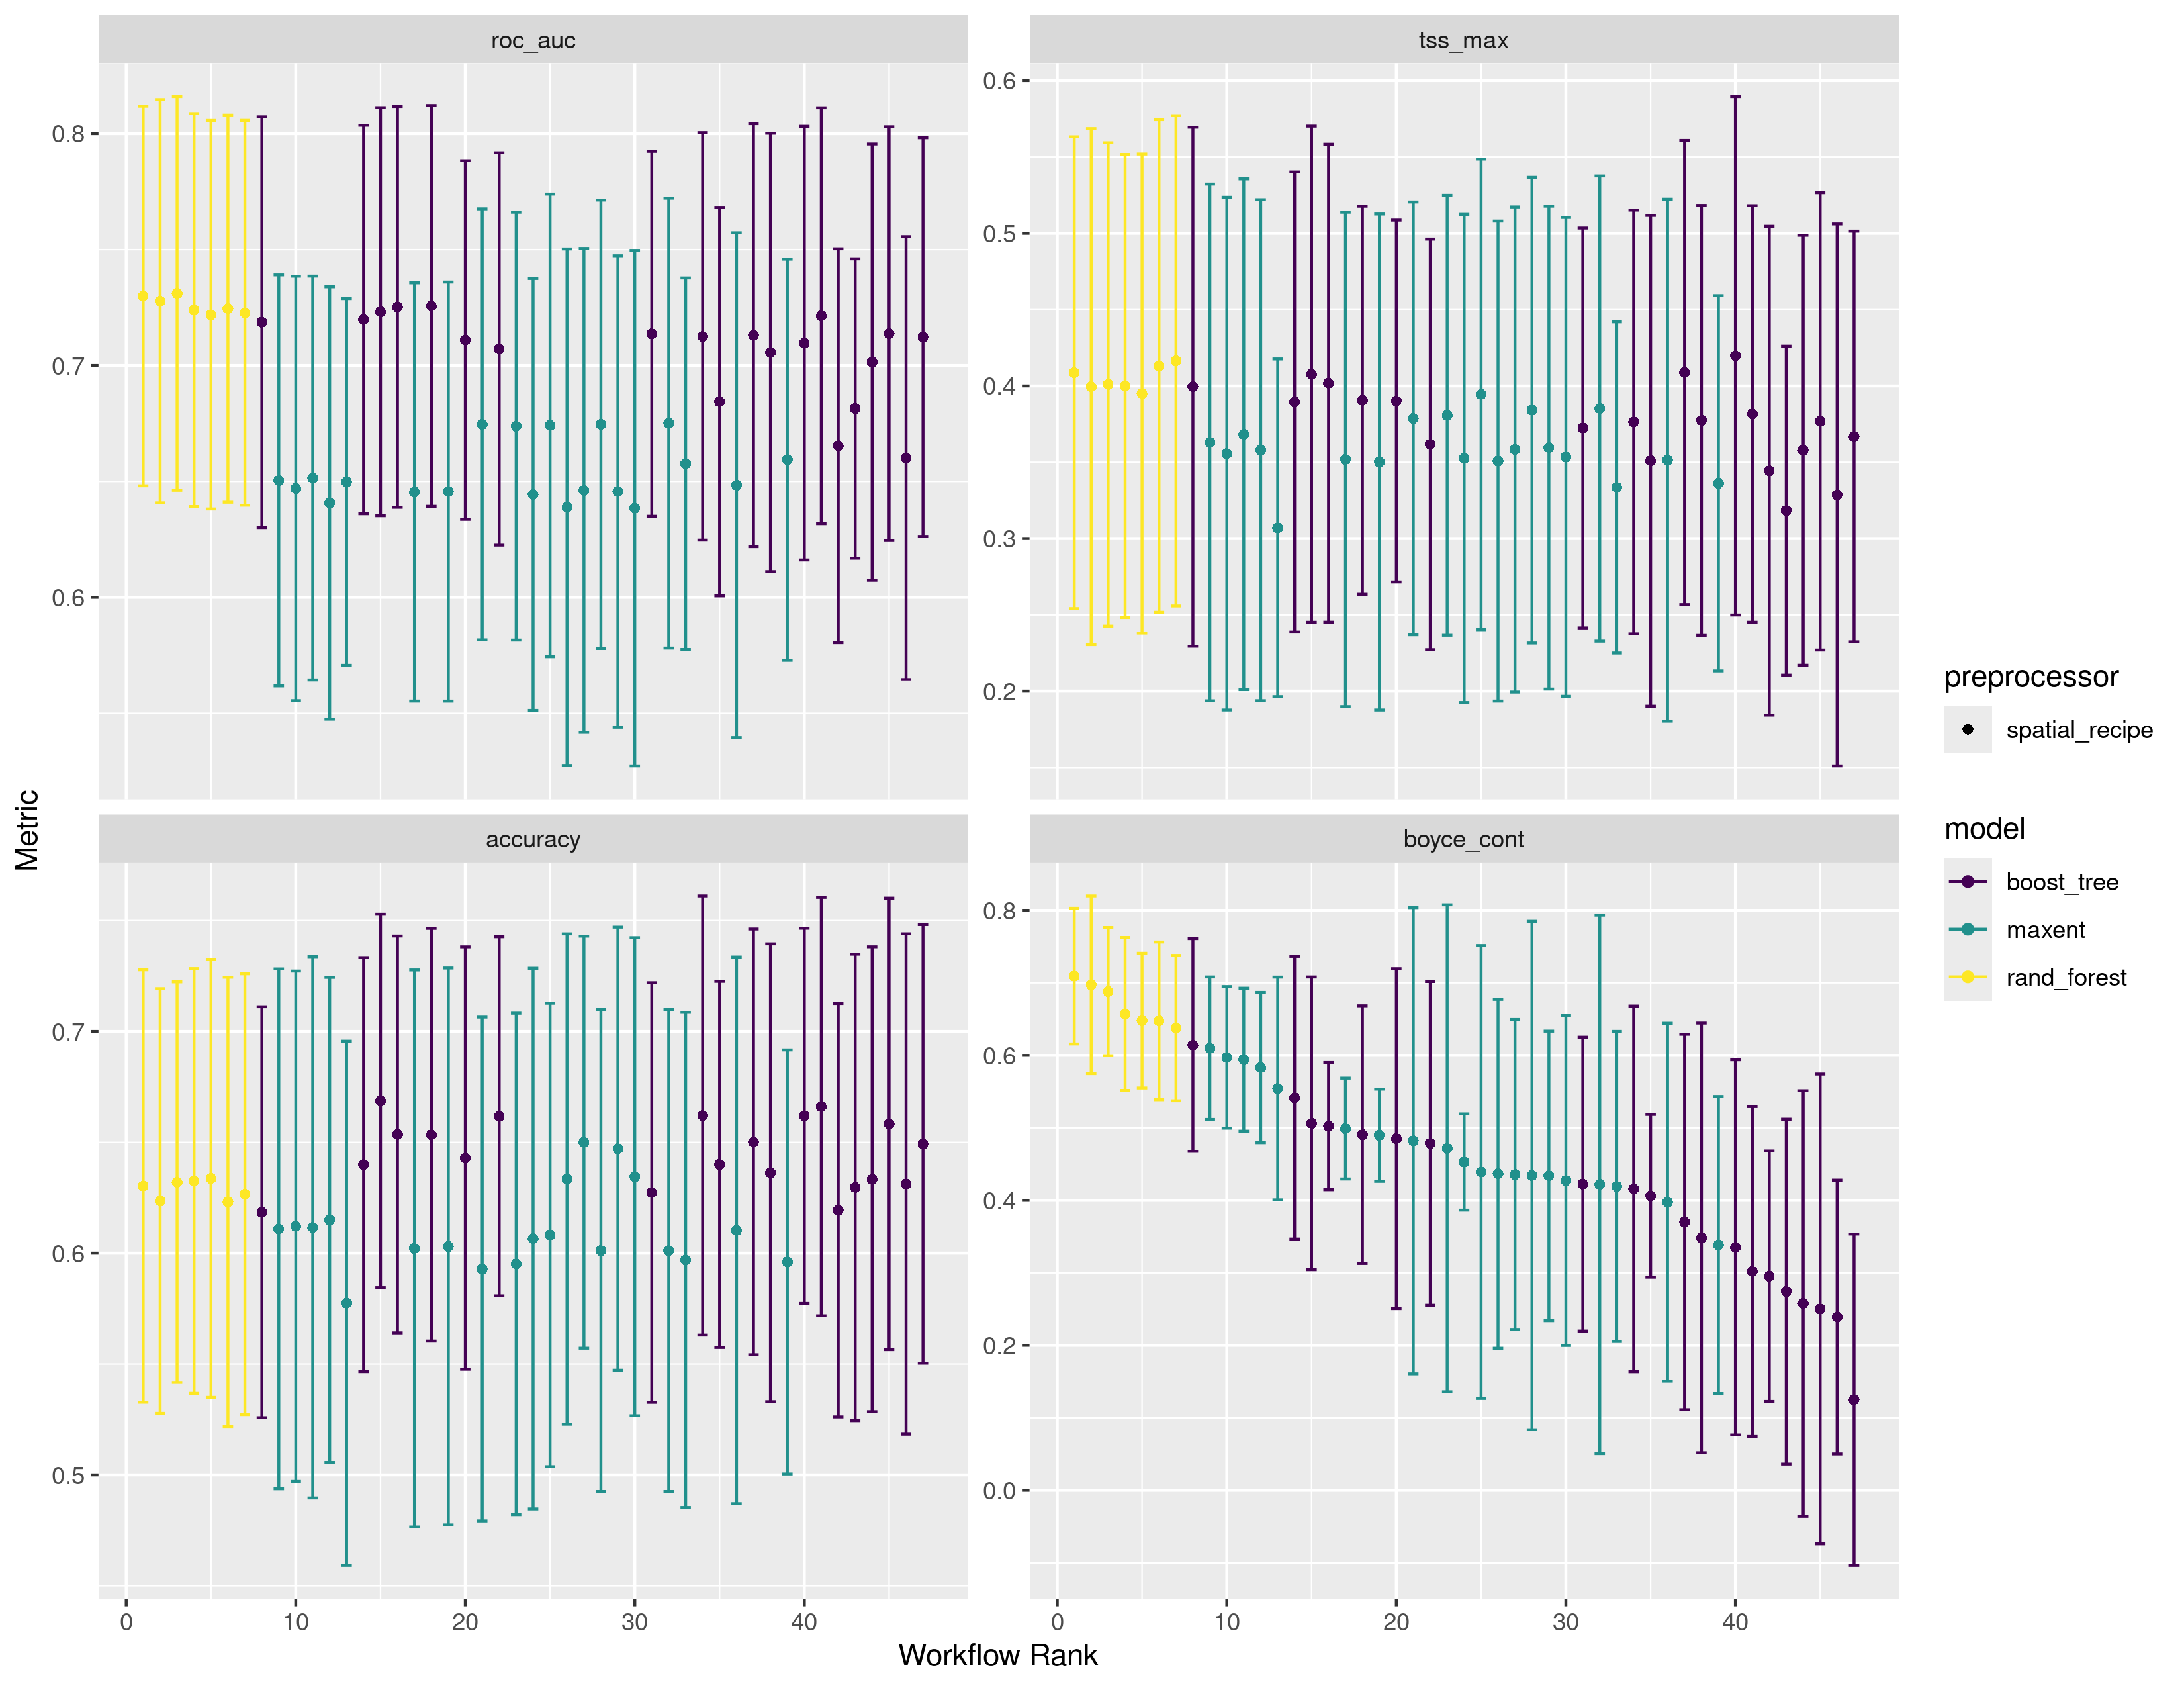 roc_auc
tss_max
0.8
0.7
0.6
0.6
0.5
0.4
0.3
0.2
Metric
accuracy
boyce_cont
0.7
0.6
0.5
0.8
0.6
0.4
0.2
0.0
0 10 20 30 40
0 10 20 30 40
Workflow Rank
preprocessor
spatial_recipe
model
boost_tree
maxent
rand_forest